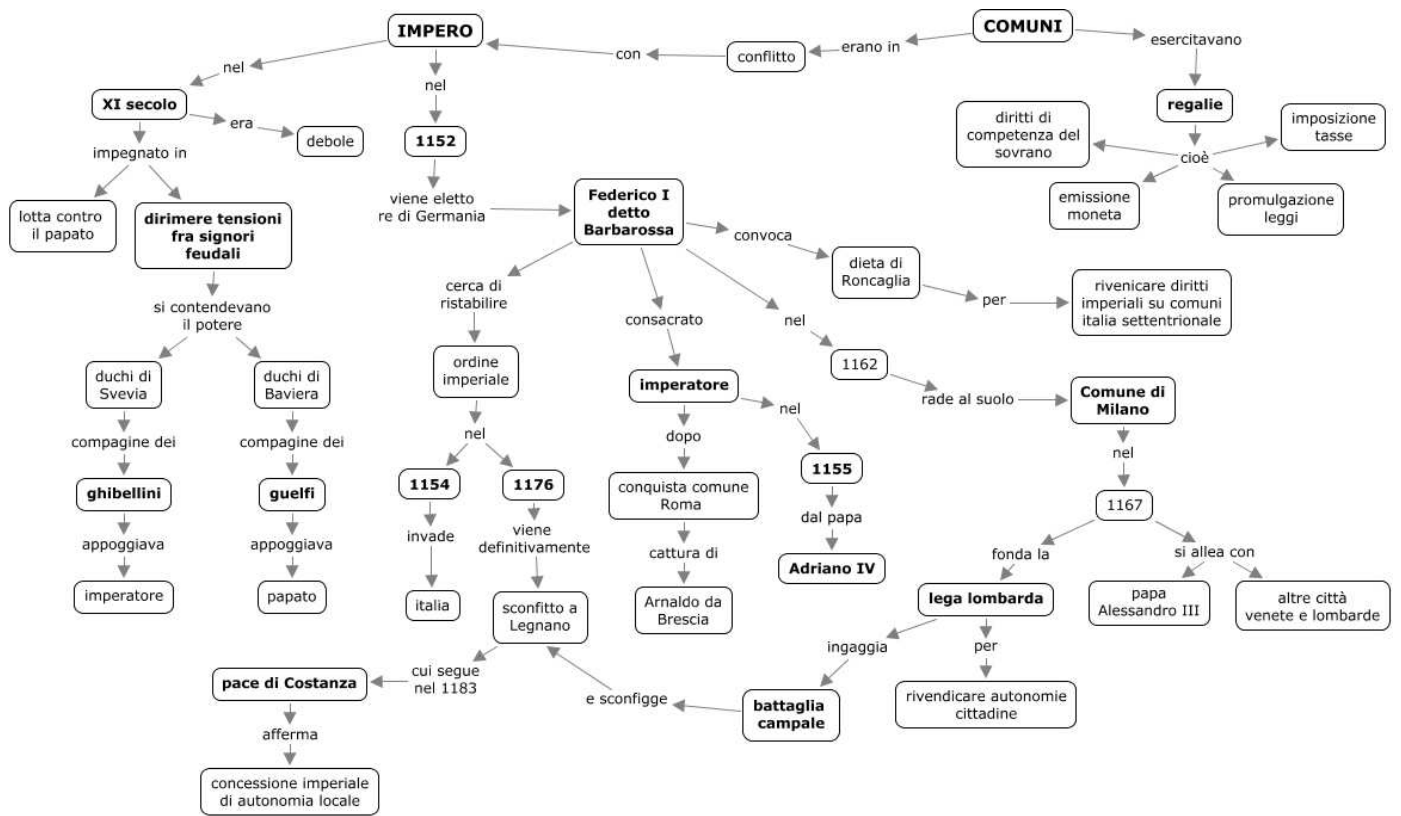 IMPERO
COMUNI
erano in
conflitto
con
esercitavano
regalie
cioè
diritti di
competenza del
sovrano
imposizione
tasse
emissione
moneta
promulgazione
leggi
nel
XI secolo
era
debole
impegnato in
lotta contro
il papato
dirimere tensioni
fra signori
feudali
si contendevano
il potere
duchi di
Svevia
compagine dei
ghibellini
appoggiava
imperatore
duchi di
Baviera
compagine dei
guelfi
appoggiava
papato
nel
1152
viene eletto
re di Germania
Federico I
detto
Barbarossa
convoca
dieta di
Roncaglia
per
rivenicare diritti
imperiali su comuni
italia settentrionale
cerca di
ristabilire
ordine
imperiale
nel
1154
invade
italia
1176
viene
definitivamente
sconfitto a
Legnano
cui segue
nel 1183
pace di Costanza
afferma
concessione imperiale
di autonomia locale
consacrato
imperatore
dopo
conquista comune
Roma
cattura di
Arnaldo da
Brescia
nel
1155
dal papa
Adriano IV
nel
1162
rade al suolo
Comune di
Milano
nel
1167
fonda la
lega lombarda
si allea con
papa
Alessandro III
altre città
venete e lombarde
ingaggia
battaglia
campale
e sconfigge
per
rivendicare autonomie
cittadine